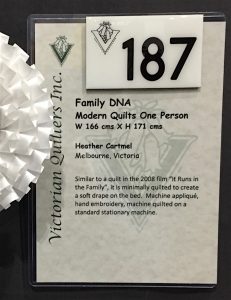 187
Victorian Quilters Inc.
Family DNA
Modern Quilts One Person
W 166 cms X H 171 cms
Heather Cartmel
Melbourne, Victoria
Similar to a quilt in the 2008 film "It Runs in
the Family", it is minimally quilted to create
a soft drape on the bed. Machine appliqué,
hand embroidery, machine quilted on a
standard stationary machine.